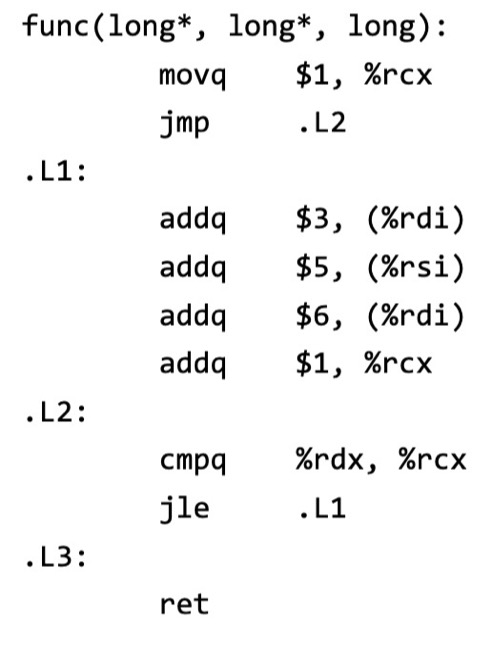 func(long*, long*, long):
movq $1, %rcx
jmp .L2
.L1:
addq $3, (%rdi)
addq $5, (%rsi)
addq $6, (%rdi)
addq $1, %rcx
.L2:
cmpq %rdx, %rcx
jle .L1
.L3:
ret